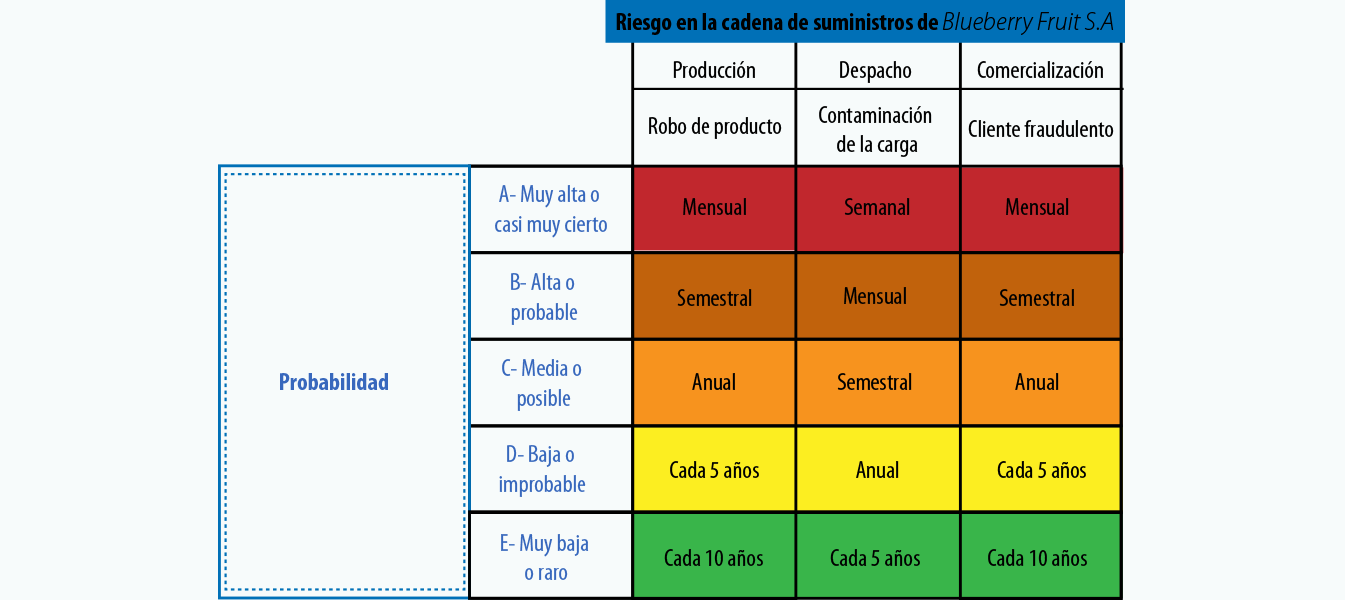 Riesgo en la cadena de suministros de Blueberry Fruit S.A
Producción Despacho Comercialización
Robo de producto
Contaminación
de la carga
Cliente fraudulento
Probabilidad
A- Muy alta o
casi muy cierto
Mensual Semanal Mensual
B- Alta o
probable
Semestral Mensual Semestral
C- Media o
posible
Anual Semestral Anual
D- Baja o
improbable
Cada 5 años Anual Cada 5 años
E- Muy baja
o raro
Cada 10 años Cada 5 años Cada 10 años